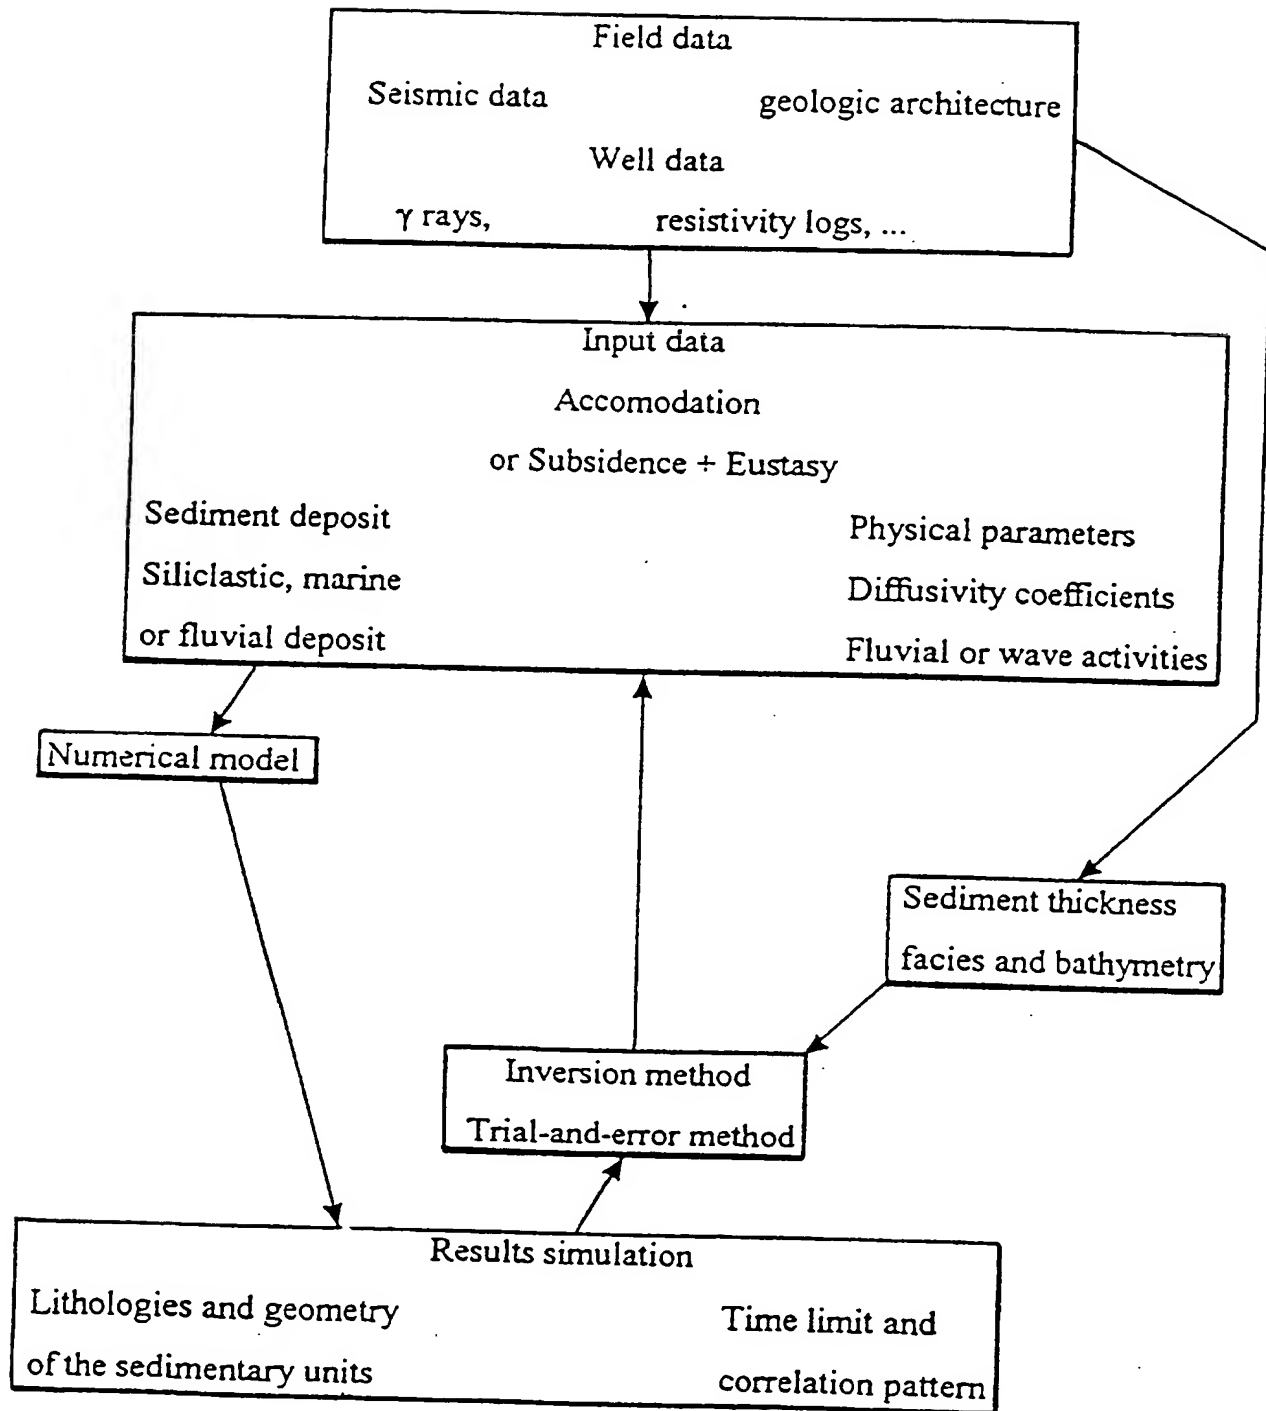 Field data
Seismic data
geologic architecture
Well data
γ rays,
resistivity logs, ...
Input data
Accomodation
or Subsidence + Eustasy
Sediment deposit
Siliclastic, marine
or fluvial deposit
Physical parameters
Diffusivity coefficients
Fluvial or wave activities
Numerical model
Sediment thickness
facies and bathymetry
Inversion method
Trial-and-error method
Results simulation
Lithologies and geometry
of the sedimentary units
Time limit and
correlation pattern